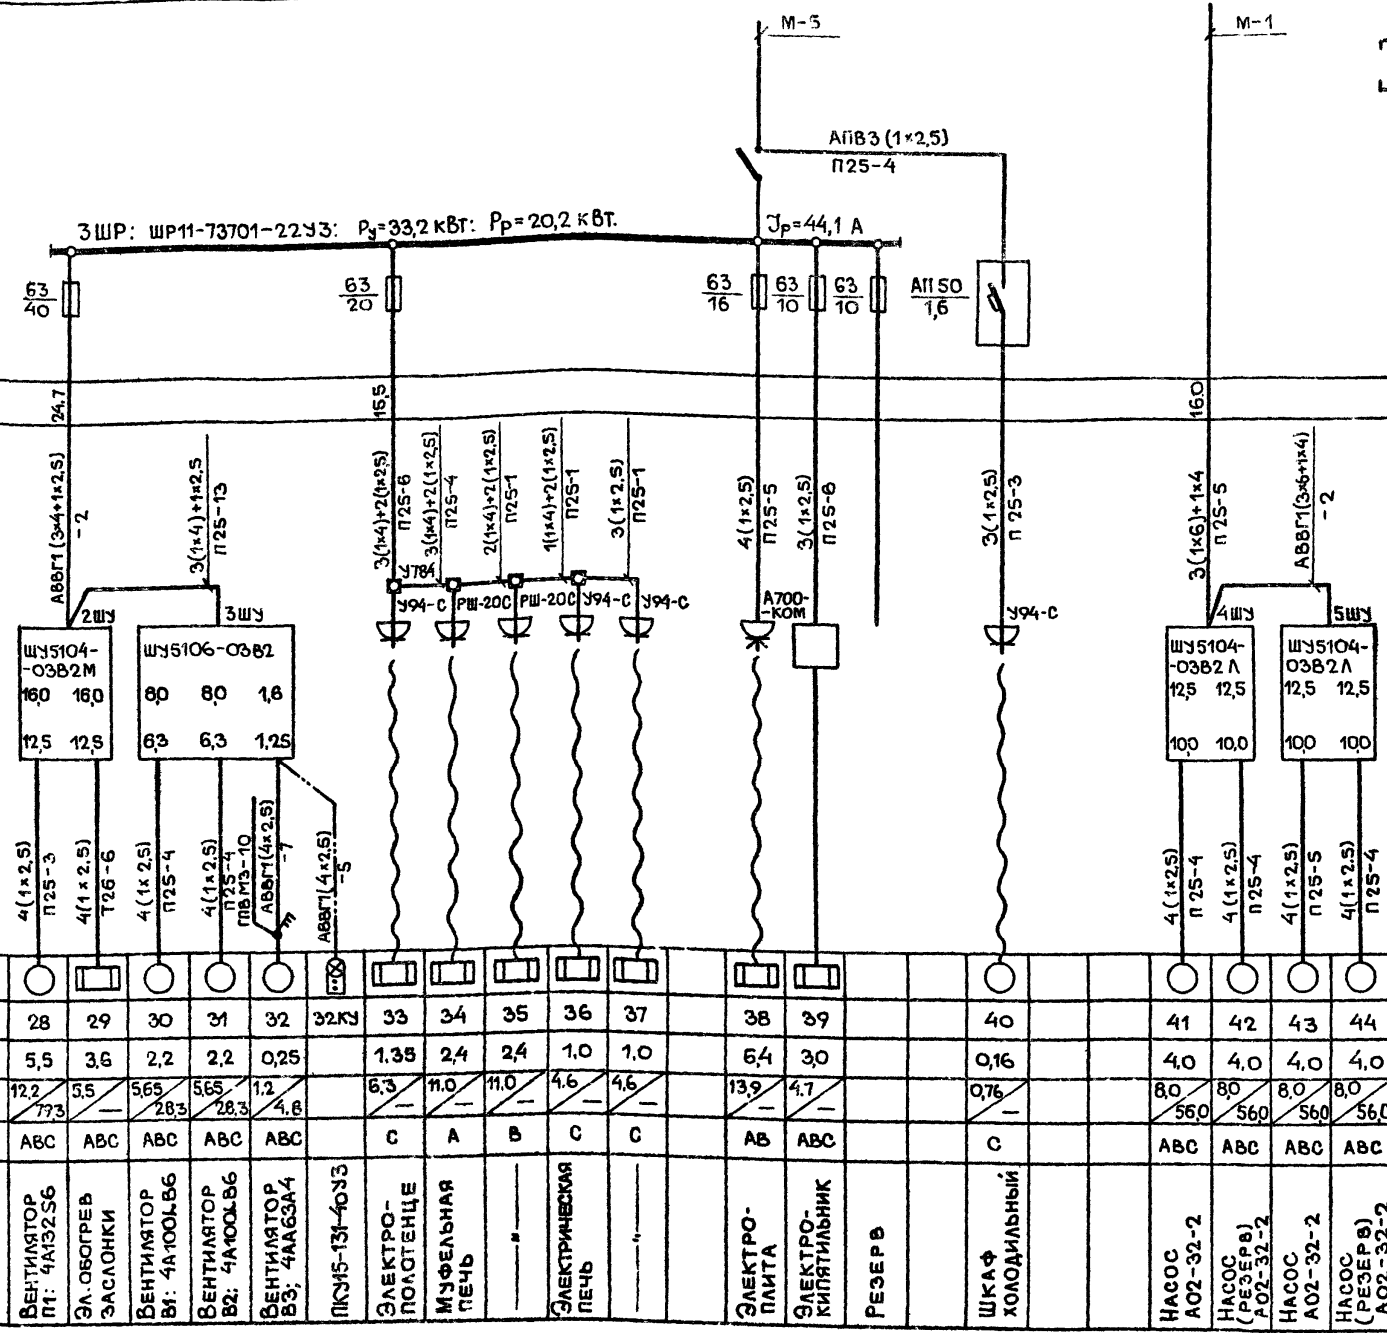 М-5
М-1
АПВ3 (1×2,5)
П25-4
3ШР: ШР11-73701-22У3: Ру=33,2 кВт: Рр=20,2 кВт.
Jр=44,1 А
63
40
63
20
63
16
63
10
63
10
АП50
1,6
24.7
15,5
16.0
АВВГ1 (3×4+1×2,5)
-2
3(1×4)+1×2,5
П25-13
3(1×4)+2(1×2,5)
П25-6
3(1×4)+2(1×2,5)
П25-4
2(1×4)+2(1×2,5)
П25-1
1(1×4)+2(1×2,5)
П25-1
3(1×2,5)
П25-1
4(1×2,5)
П25-5
3(1×2,5)
П25-8
3(1×2,5)
П 25-3
3(1×6)+1×4
П 25-5
АВВГ1(3×6+1×4)
-2
У784
У94-С
РШ-20С
РШ-20С
У94-С
У94-С
А700-
-КОМ
У94-С
2ШУ
3ШУ
4ШУ
5ШУ
ШУ5104-
-03В2М
16,0 16,0
12,5 12,5
ШУ5106-03В2
8,0 8,0 1,6
6,3 6,3 1,25
ШУ5104-
-03В2Л
12,5 12,5
10,0 10,0
ШУ5104-
03В2Л
12,5 12,5
10,0 10,0
4(1×2,5)
П25-3
4(1×2,5)
Т26-6
4(1×2,5)
П25-4
4(1×2,5)
П25-4
ПВМ3-10
АВВГ1(4×2,5)
-7
АВВГ1(4×2,5)
-5
4(1×2,5)
П 25-4
4(1×2,5)
П25-4
4(1×2,5)
П25-5
4(1×2,5)
П 25-4
28 29 30 31 32 32КУ 33 34 35 36 37 38 39 40 41 42 43 44
5,5 3,6 2,2 2,2 0,25 1.35 2,4 2,4 1,0 1,0 6,4 3,0 0,16 4.0 4,0 4,0 4,0
12,2 5,5 5,65 5,65 1.2 6,3 11.0 11,0 4.6 4,6 13,9 4.7 0,76 8,0 8,0 8,0 8,0
77,3 — 28,3 28,3 4.8 — — — — — — — — 56,0 56,0 56,0 56,0
АВС АВС АВС АВС АВС С А В С С АВ АВС С АВС АВС АВС АВС
ВЕНТИЛЯТОР
П1: 4А132S6
ЭЛ.ОБОГРЕВ
ЗАСЛОНКИ
ВЕНТИЛЯТОР
В1: 4А100LВ6
ВЕНТИЛЯТОР
В2; 4А100LВ6
ВЕНТИЛЯТОР
В3; 4АА63А4
ПКУ15-131-40У3
ЭЛЕКТРО-
ПОЛОТЕНЦЕ
МУФЕЛЬНАЯ
ПЕЧЬ
— " —
ЭЛЕКТРИЧЕСКАЯ
ПЕЧЬ
— " —
ЭЛЕКТРО-
ПЛИТА
ЭЛЕКТРО-
КИПЯТИЛЬНИК
РЕЗЕРВ
ШКАФ
ХОЛОДИЛЬНЫЙ
НАСОС
АО2-32-2
НАСОС
(РЕЗЕРВ)
АО2-32-2
НАСОС
АО2-32-2
НАСОС
(РЕЗЕРВ)
АО2-32-2